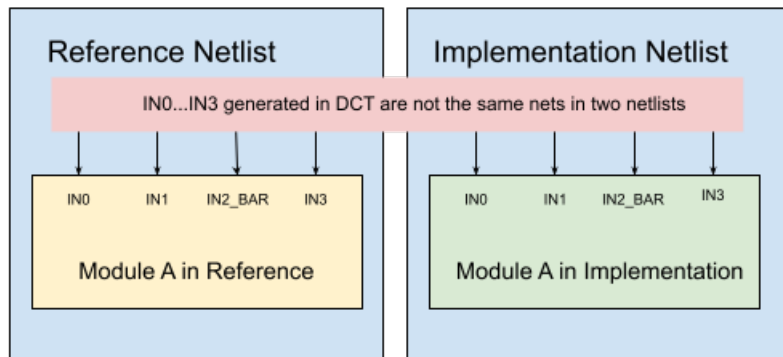 Reference Netlist
Implementation Netlist
IN0...IN3 generated in DCT are not the same nets in two netlists
IN0 IN1 IN2_BAR IN3
Module A in Reference
IN0 IN1 IN2_BAR IN3
Module A in Implementation